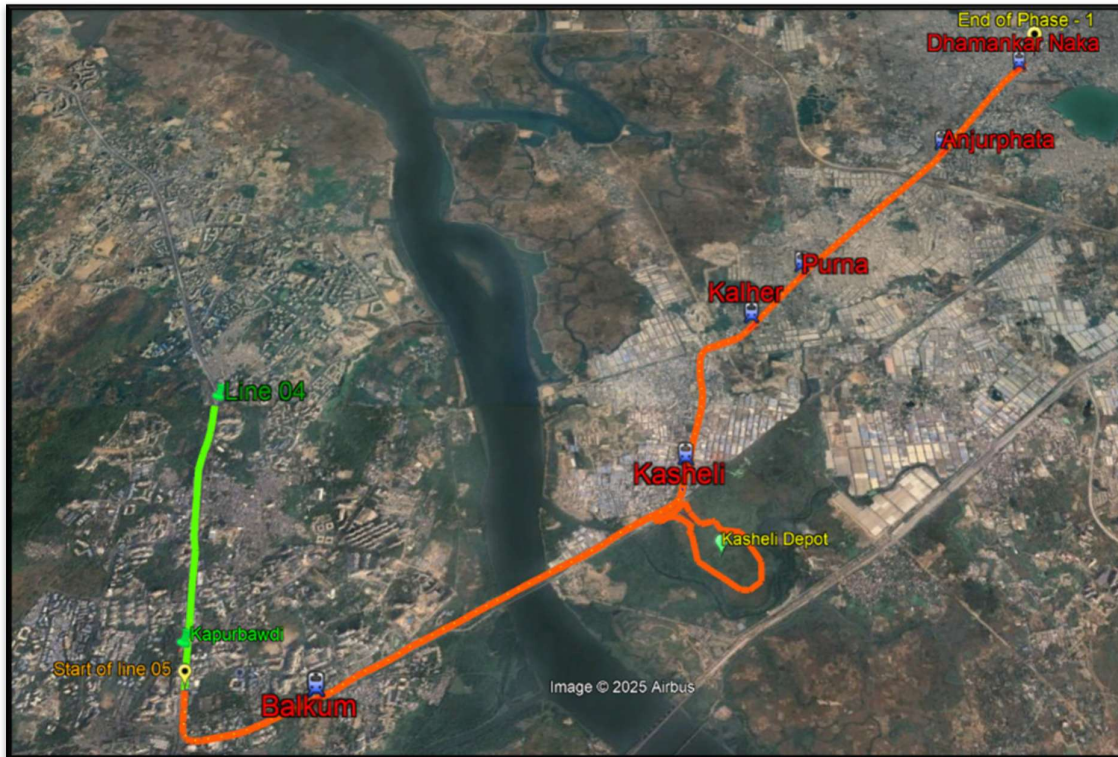 End of Phase - 1
Dhamankar Naka
Anjurphata
Purna
Kalher
Line 04
Kasheli
Kasheli Depot
Kapurbawdi
Start of line 05
Balkum
Image © 2025 Airbus